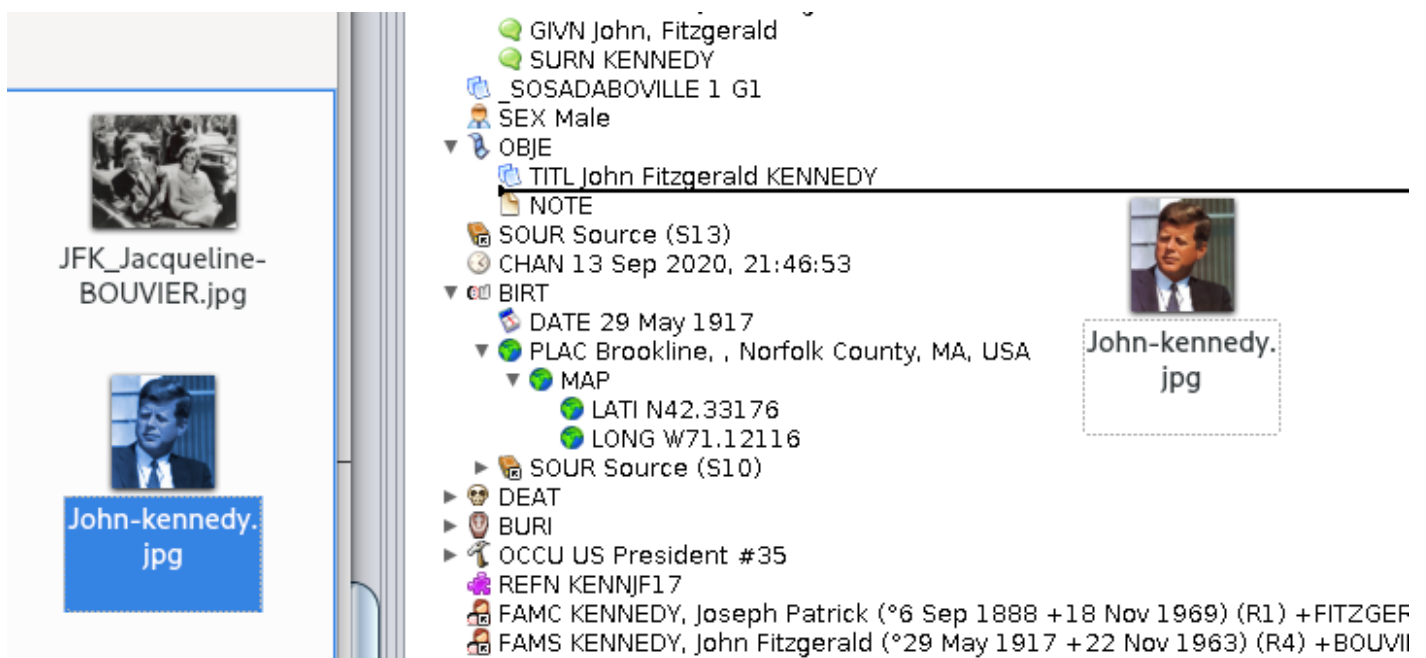 JFK_Jacqueline-
BOUVIER.jpg
John-kennedy.
jpg
GIVN John, Fitzgerald
SURN KENNEDY
_SOSADABOVILLE 1 G1
SEX Male
OBJE
TITL John Fitzgerald KENNEDY
NOTE
SOUR Source (S13)
CHAN 13 Sep 2020, 21:46:53
BIRT
DATE 29 May 1917
PLAC Brookline, , Norfolk County, MA, USA
MAP
LATI N42.33176
LONG W71.12116
SOUR Source (S10)
DEAT
BURI
OCCU US President #35
REFN KENNJF17
FAMC KENNEDY, Joseph Patrick (°6 Sep 1888 +18 Nov 1969) (R1) +FITZGER
FAMS KENNEDY, John Fitzgerald (°29 May 1917 +22 Nov 1963) (R4) +BOUVI
John-kennedy.
jpg